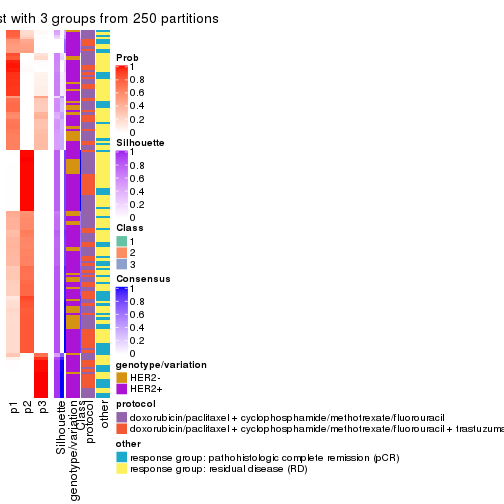 st with 3 groups from 250 partitions
Prob
1
0.8
0.6
0.4
0.2
0
Silhouette
1
0.8
0.6
0.4
0.2
0
Class
1
2
3
Consensus
1
0.8
0.6
0.4
0.2
0
genotype/variation
HER2-
HER2+
protocol
doxorubicin/paclitaxel + cyclophosphamide/methotrexate/fluorouracil
doxorubicin/paclitaxel + cyclophosphamide/methotrexate/fluorouracil + trastuzuma
other
response group: pathohistologic complete remission (pCR)
response group: residual disease (RD)
p1
p2
p3
Silhouette
genotype/variation
Class
protocol
other